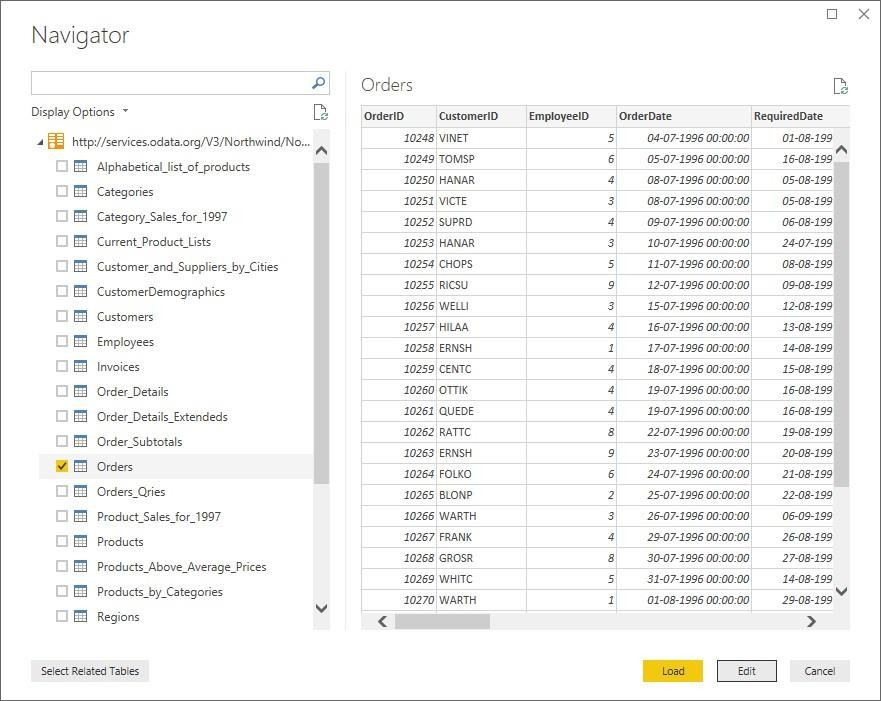 Navigator
Display Options
http://services.odata.org/V3/Northwind/No...
Alphabetical_list_of_products
Categories
Category_Sales_for_1997
Current_Product_Lists
Customer_and_Suppliers_by_Cities
CustomerDemographics
Customers
Employees
Invoices
Order_Details
Order_Details_Extendeds
Order_Subtotals
Orders
Orders_Qries
Product_Sales_for_1997
Products
Products_Above_Average_Prices
Products_by_Categories
Regions
Orders
OrderID CustomerID EmployeeID OrderDate RequiredDate
10248 VINET 5 04-07-1996 00:00:00 01-08-199
10249 TOMSP 6 05-07-1996 00:00:00 16-08-199
10250 HANAR 4 08-07-1996 00:00:00 05-08-199
10251 VICTE 3 08-07-1996 00:00:00 05-08-199
10252 SUPRD 4 09-07-1996 00:00:00 06-08-199
10253 HANAR 3 10-07-1996 00:00:00 24-07-199
10254 CHOPS 5 11-07-1996 00:00:00 08-08-199
10255 RICSU 9 12-07-1996 00:00:00 09-08-199
10256 WELLI 3 15-07-1996 00:00:00 12-08-199
10257 HILAA 4 16-07-1996 00:00:00 13-08-199
10258 ERNSH 1 17-07-1996 00:00:00 14-08-199
10259 CENTC 4 18-07-1996 00:00:00 15-08-199
10260 OTTIK 4 19-07-1996 00:00:00 16-08-199
10261 QUEDE 4 19-07-1996 00:00:00 16-08-199
10262 RATTC 8 22-07-1996 00:00:00 19-08-199
10263 ERNSH 9 23-07-1996 00:00:00 20-08-199
10264 FOLKO 6 24-07-1996 00:00:00 21-08-199
10265 BLONP 2 25-07-1996 00:00:00 22-08-199
10266 WARTH 3 26-07-1996 00:00:00 06-09-199
10267 FRANK 4 29-07-1996 00:00:00 26-08-199
10268 GROSR 8 30-07-1996 00:00:00 27-08-199
10269 WHITC 5 31-07-1996 00:00:00 14-08-199
10270 WARTH 1 01-08-1996 00:00:00 29-08-199
Select Related Tables
Load Edit Cancel